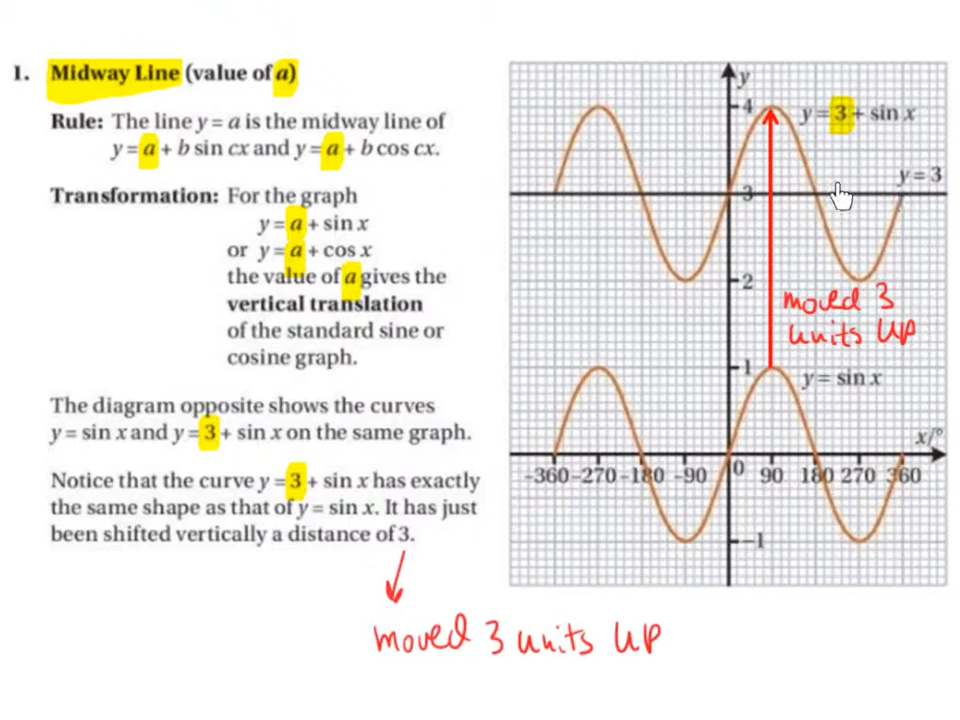 1. Midway Line (value of a)
Rule: The line y = a is the midway line of
y = a + b sin cx and y = a + b cos cx.
Transformation: For the graph
y = a + sin x
or y = a + cos x
the value of a gives the
vertical translation
of the standard sine or
cosine graph.
The diagram opposite shows the curves
y = sin x and y = 3 + sin x on the same graph.
Notice that the curve y = 3 + sin x has exactly
the same shape as that of y = sin x. It has just
been shifted vertically a distance of 3.
moved 3 units up
y
4
y = 3 + sin x
y = 3
3
2
moved 3
units up
1
y = sin x
x/°
-360 -270 -180 -90 0 90 180 270 360
-1